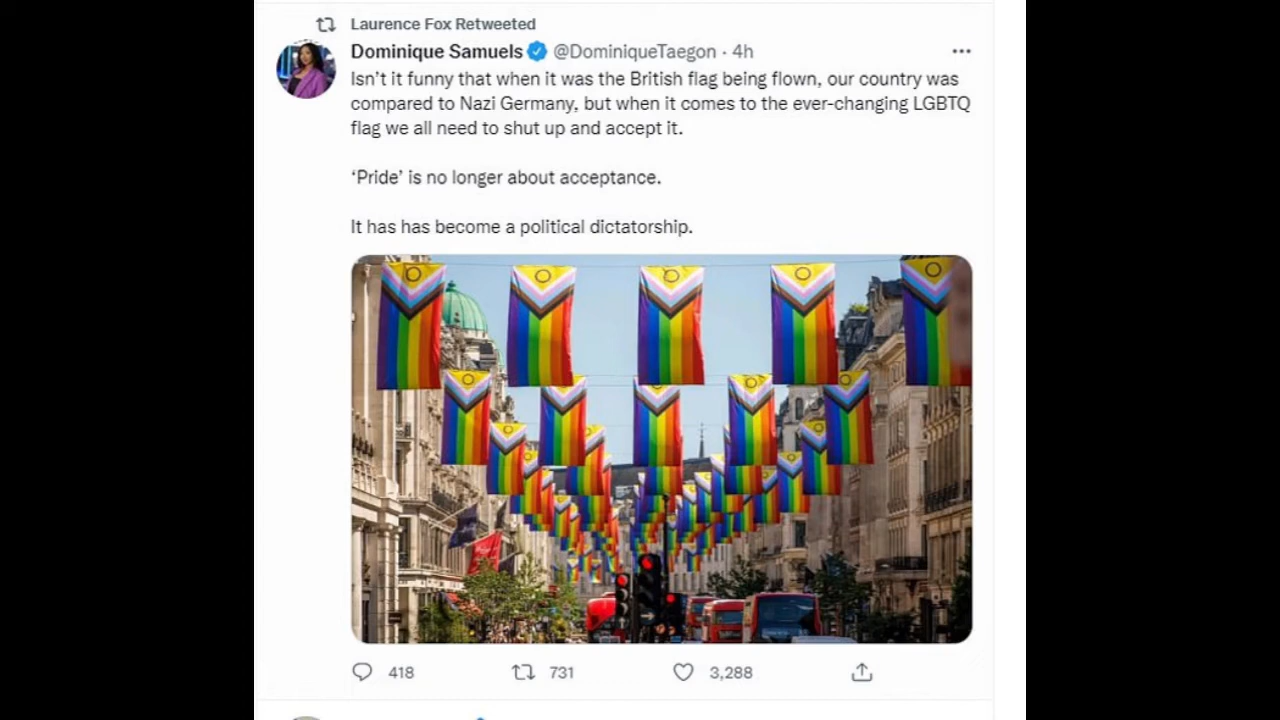 Laurence Fox Retweeted
Dominique Samuels @DominiqueTaegon · 4h
Isn’t it funny that when it was the British flag being flown, our country was
compared to Nazi Germany, but when it comes to the ever-changing LGBTQ
flag we all need to shut up and accept it.
‘Pride’ is no longer about acceptance.
It has has become a political dictatorship.
418 731 3,288